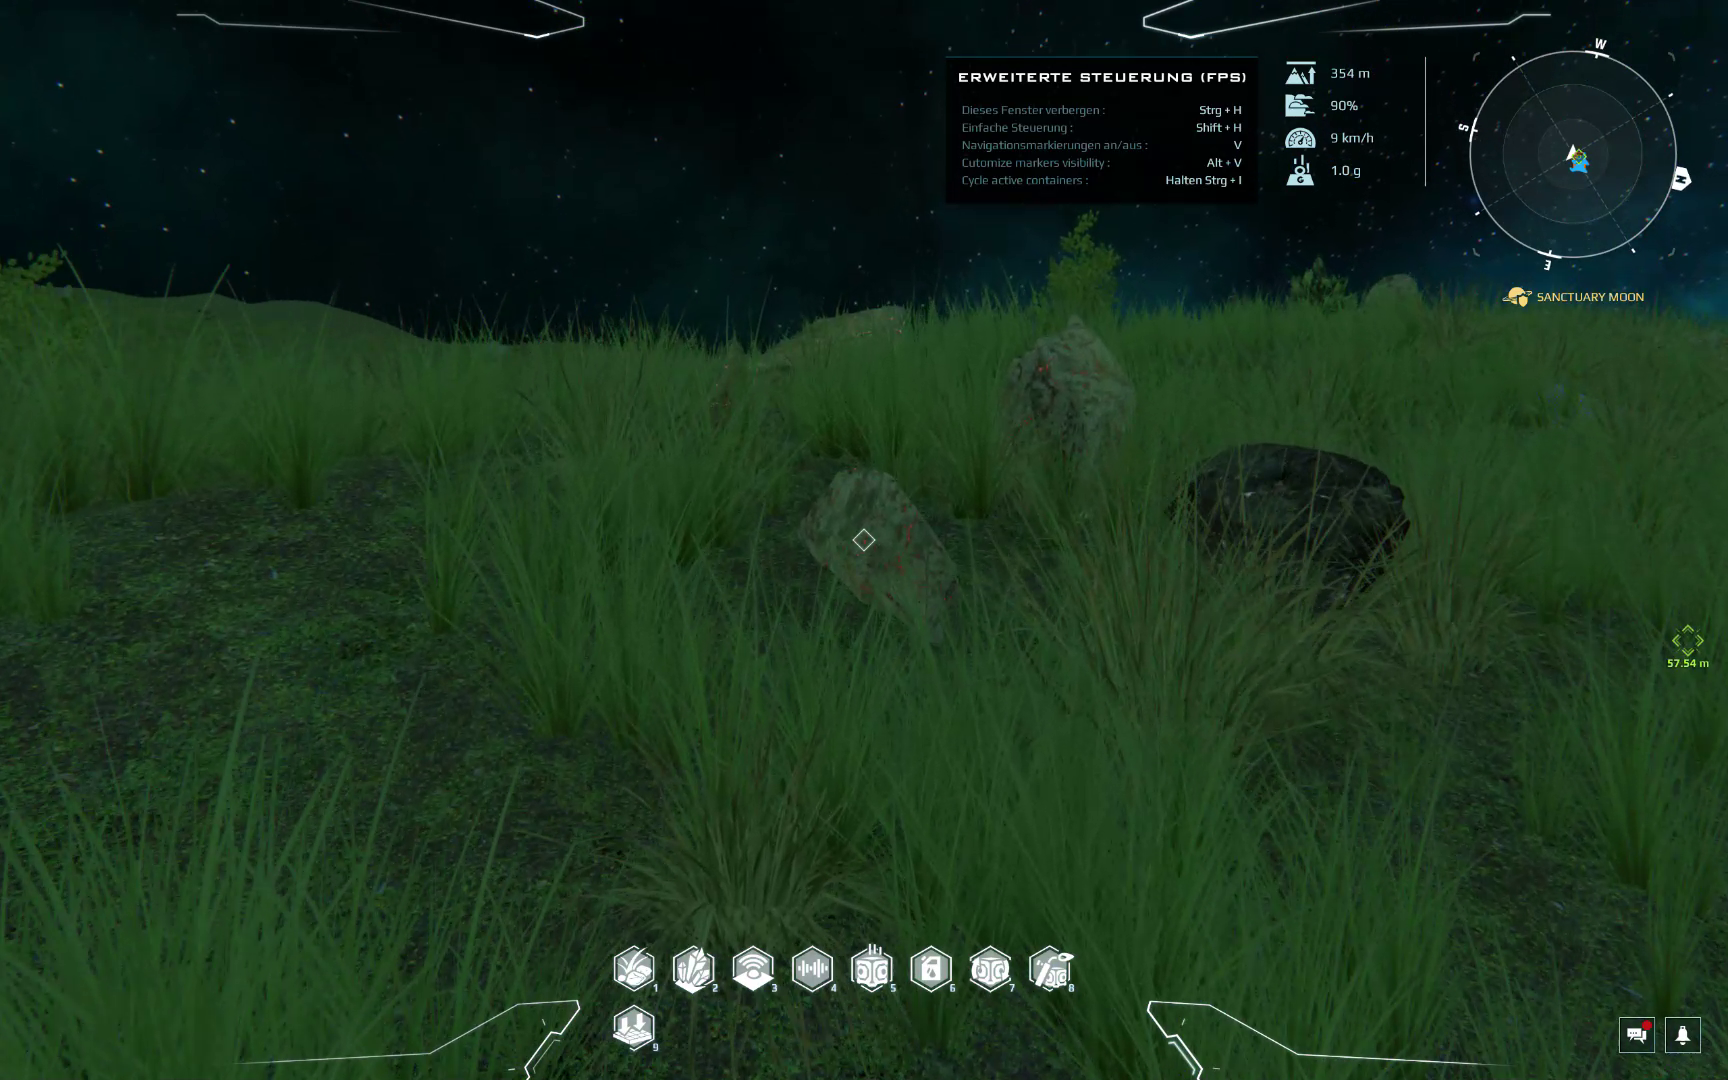 ERWEITERTE STEUERUNG (FPS)
Dieses Fenster verbergen : Strg + H
Einfache Steuerung : Shift + H
Navigationsmarkierungen an/aus : V
Cutomize markers visibility : Alt + V
Cycle active containers : Halten Strg + I
354 m
90%
9 km/h
1.0 g
G
W
S
N
E
SANCTUARY MOON
57.54 m
1
2
3
4
5
6
7
8
9